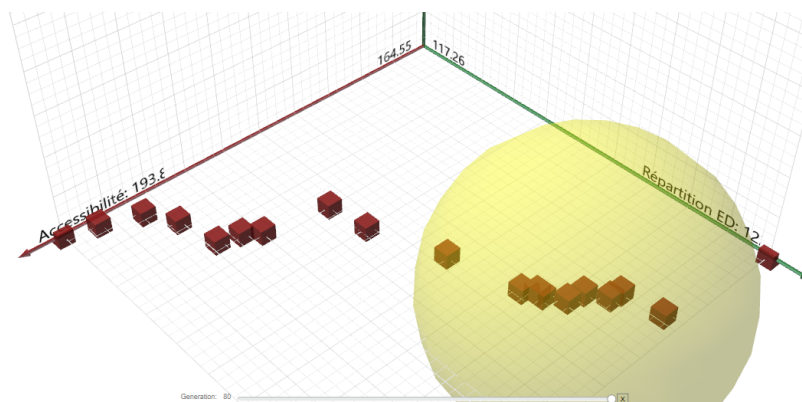 164.55
117.26
Accessibilité: 193.8
Répartition ED: 12.
Generation: 80
X